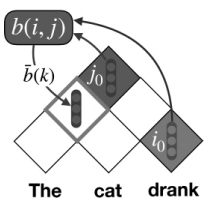 b(i, j)
b̄(k)
j₀
i₀
The cat drank